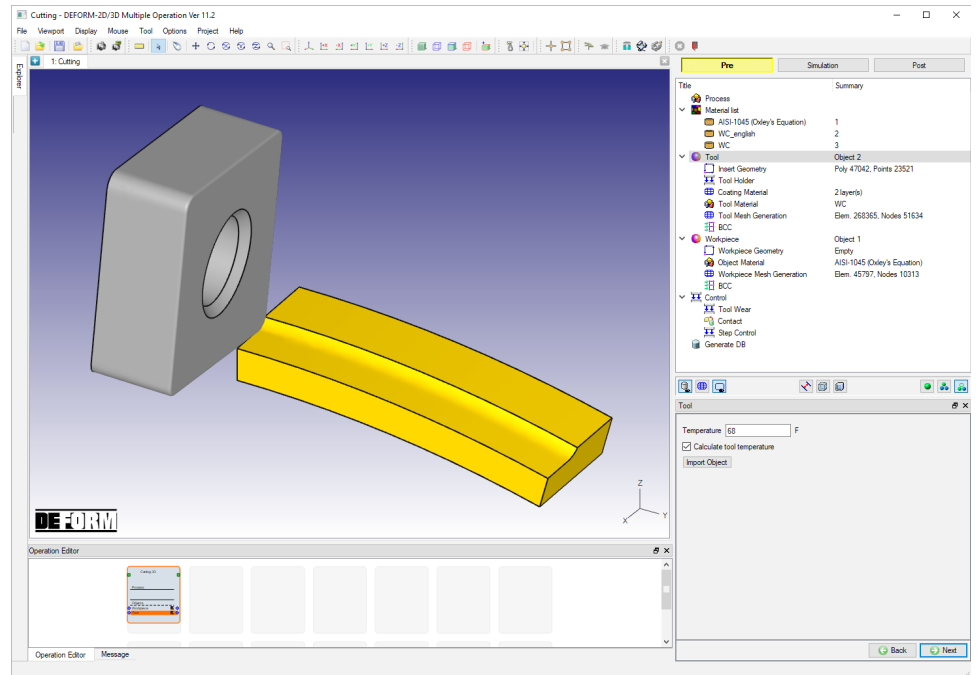 Cutting - DEFORM-2D/3D Multiple Operation Ver 11.2
File Viewport Display Mouse Tool Options Project Help
Explorer
1: Cutting
Pre Simulation Post
Title Summary
Process
Material list
AISI-1045 (Oxley's Equation) 1
WC_english 2
WC 3
Tool Object 2
Insert Geometry Poly 47042, Points 23521
Tool Holder
Coating Material 2 layer(s)
Tool Material WC
Tool Mesh Generation Elem. 268365, Nodes 51634
BCC
Workpiece Object 1
Workpiece Geometry Empty
Object Material AISI-1045 (Oxley's Equation)
Workpiece Mesh Generation Elem. 45797, Nodes 10313
BCC
Control
Tool Wear
Contact
Step Control
Generate DB
Tool
Temperature 68 F
Calculate tool temperature
Import Object
Z
X
Y
DEFORM
Operation Editor
Operation Editor Message
Back Next